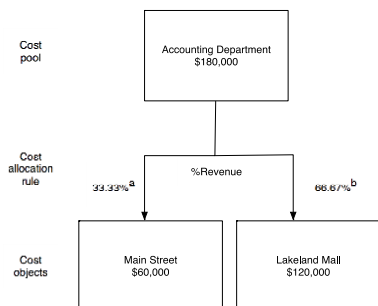 Cost
pool
Accounting Department
$180,000
Cost
allocation
rule
%Revenue
33.33%a
66.67%b
Cost
objects
Main Street
$60,000
Lakeland Mall
$120,000